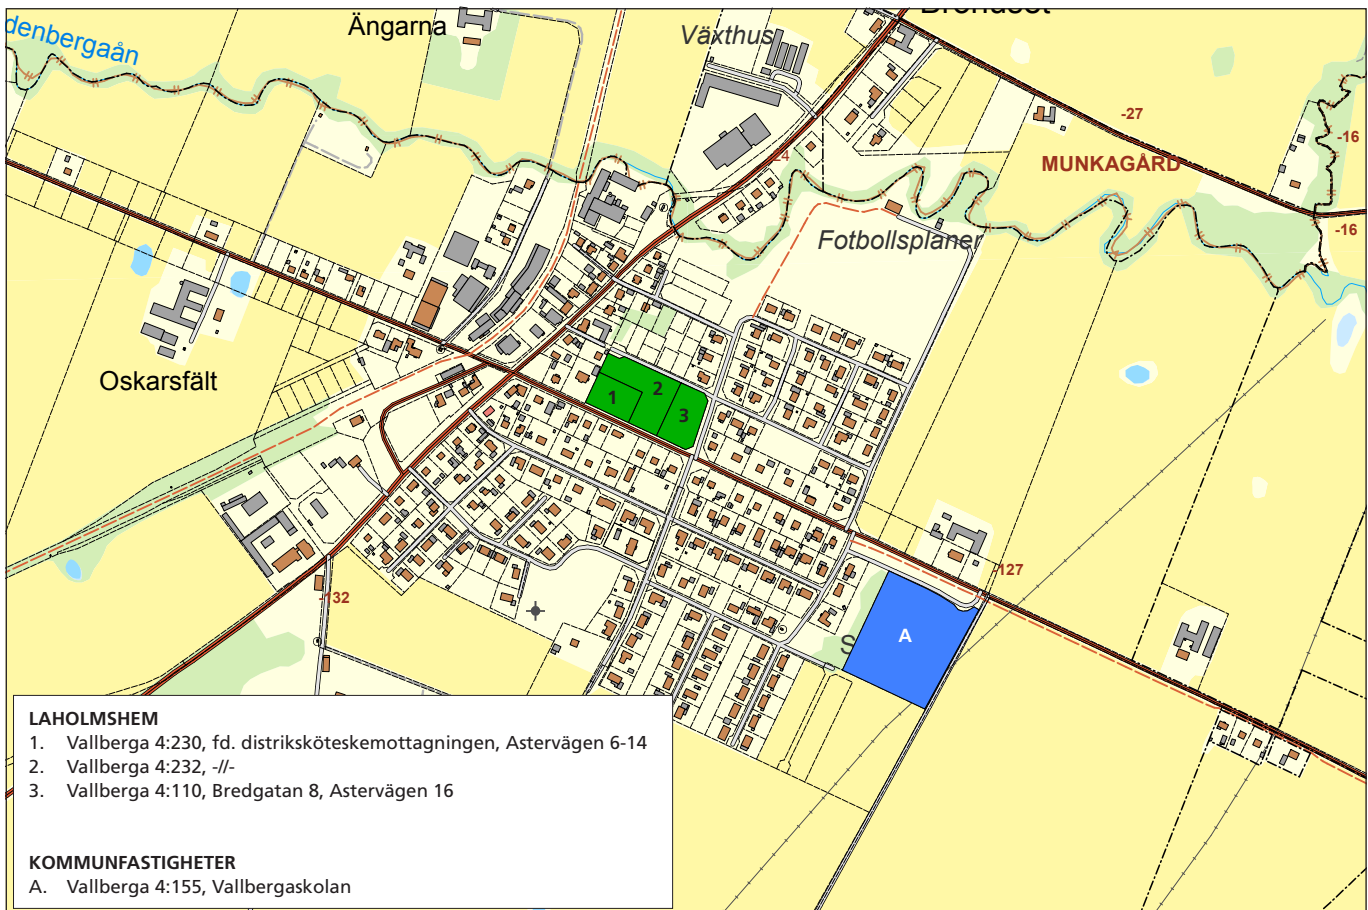 Ängarna
Växthus
denbergaån
-27
-16
MUNKAGÅRD
-16
Fotbollsplaner
Oskarsfält
1
2
3
-127
-132
S
A
LAHOLMSHEM
1. Vallberga 4:230, fd. distriksköteskemottagningen, Astervägen 6-14
2. Vallberga 4:232, -//-
3. Vallberga 4:110, Bredgatan 8, Astervägen 16
KOMMUNFASTIGHETER
A. Vallberga 4:155, Vallbergaskolan